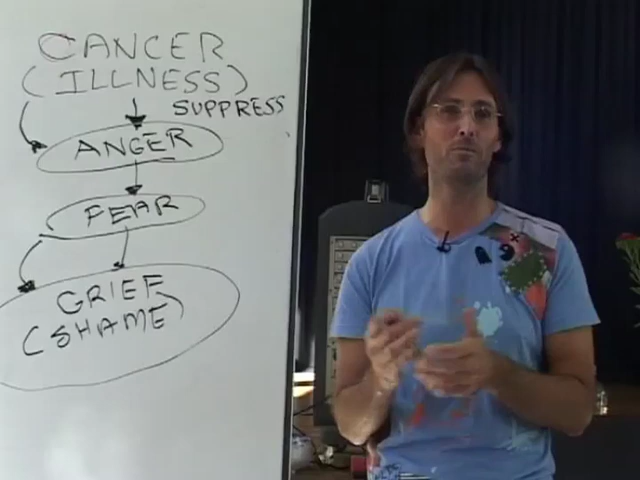 CANCER
(ILLNESS)
SUPPRESS
ANGER
FEAR
GRIEF
(SHAME)